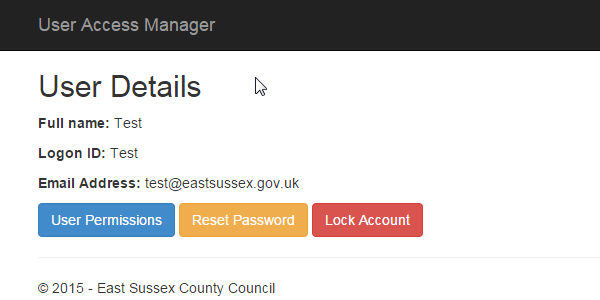 User Access Manager
User Details
Full name: Test
Logon ID: Test
Email Address: test@eastsussex.gov.uk
User Permissions Reset Password Lock Account
© 2015 - East Sussex County Council